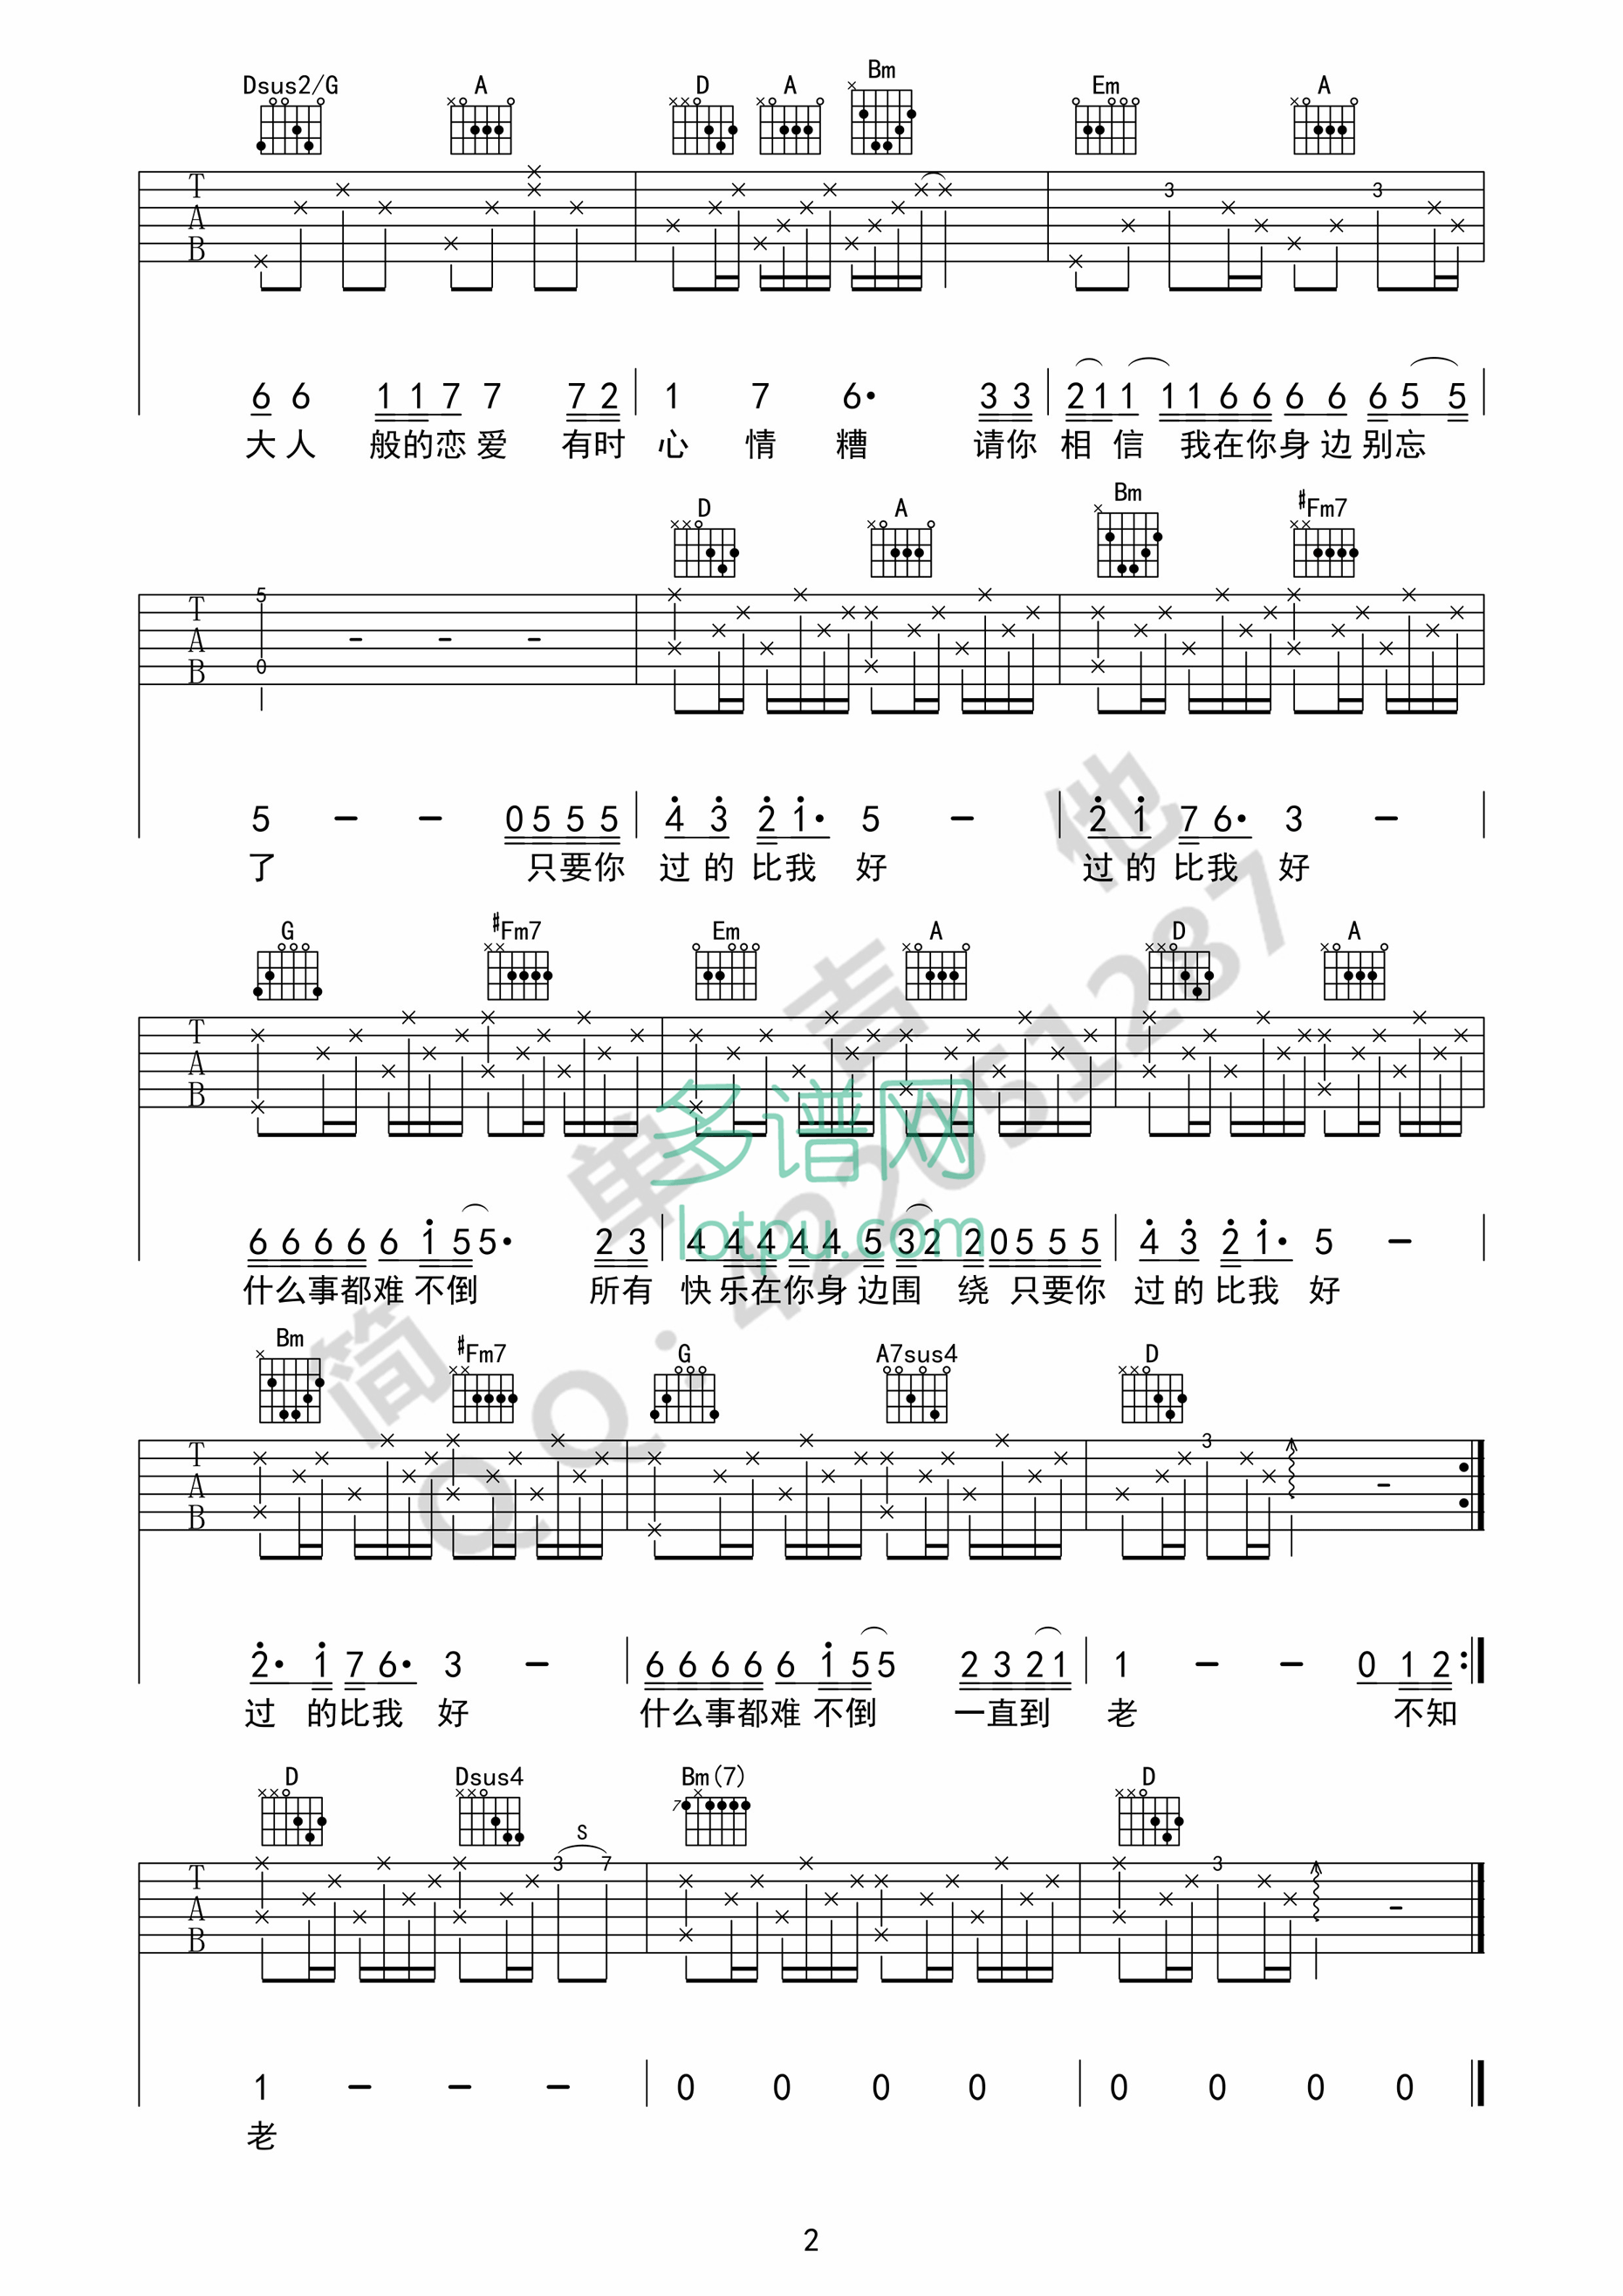 Dsus2/G A D A Bm Em A
T A B 3 3
6 6 1 1 7 7 7 2 1 7 6· 3 3 2 1 1 1 1 6 6 6 6 6 5 5
大人 般的恋爱 有时 心 情 糟 请你 相信 我在你身边别忘
D A Bm #Fm7
T A B 5 0 - - -
5 - - 0 5 5 5 4 3 2 1· 5 - 2 1 7 6· 3 -
了 只要你 过的比我 好 过的比我 好
G #Fm7 Em A D A
T A B
6 6 6 6 6 1 5 5· 2 3 4 4 4 4 4 5 3 2 2 0 5 5 5 4 3 2 1· 5 -
什么事都难不倒 所有 快乐在你身边围 绕 只要你 过的比我 好
Bm #Fm7 G A7sus4 D
T A B 3 -
2· 1 7 6· 3 - 6 6 6 6 6 1 5 5 2 3 2 1 1 - - 0 1 2
过 的比我 好 什么事都难不倒 一直到 老 不知
D Dsus4 Bm(7) D
7
S
T A B 3 7 3 -
1 - - - 0 0 0 0 0 0 0 0
老
简单吉他
QQ:422051287
多谱网
lotpu.com
2